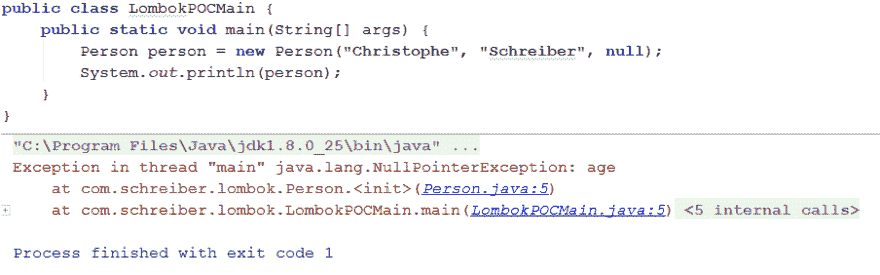 public class LombokPOCMain {
public static void main(String[] args) {
Person person = new Person("Christophe", "Schreiber", null);
System.out.println(person);
}
}
"C:\Program Files\Java\jdk1.8.0_25\bin\java" ...
Exception in thread "main" java.lang.NullPointerException: age
at com.schreiber.lombok.Person.<init>(Person.java:5)
at com.schreiber.lombok.LombokPOCMain.main(LombokPOCMain.java:5) <5 internal calls>
Process finished with exit code 1